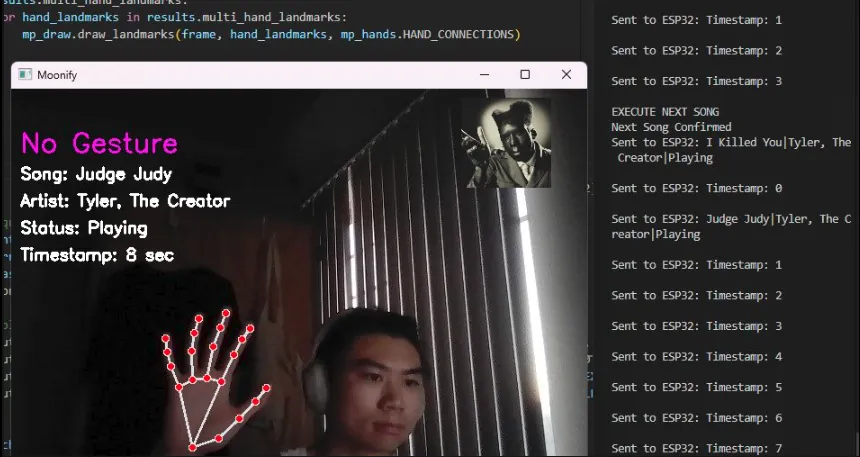 sults.multi_hand_landmarks:
or hand_landmarks in results.multi_hand_landmarks:
mp_draw.draw_landmarks(frame, hand_landmarks, mp_hands.HAND_CONNECTIONS)
Moonify
No Gesture
Song: Judge Judy
Artist: Tyler, The Creator
Status: Playing
Timestamp: 8 sec
Sent to ESP32: Timestamp: 1
Sent to ESP32: Timestamp: 2
Sent to ESP32: Timestamp: 3
EXECUTE NEXT SONG
Next Song Confirmed
Sent to ESP32: I Killed You|Tyler, The
Creator|Playing
Sent to ESP32: Timestamp: 0
Sent to ESP32: Judge Judy|Tyler, The C
reator|Playing
Sent to ESP32: Timestamp: 1
Sent to ESP32: Timestamp: 2
Sent to ESP32: Timestamp: 3
Sent to ESP32: Timestamp: 4
Sent to ESP32: Timestamp: 5
Sent to ESP32: Timestamp: 6
Sent to ESP32: Timestamp: 7